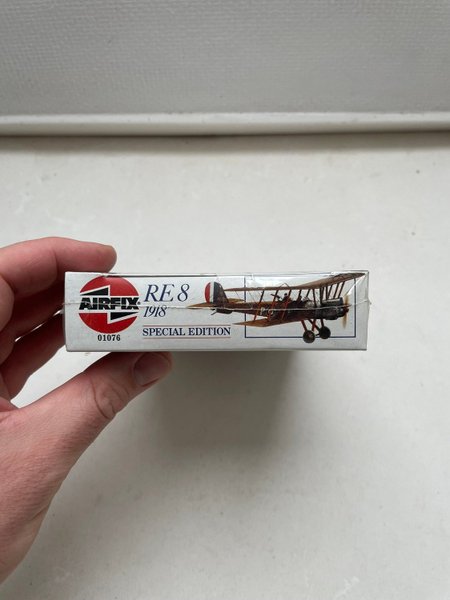 AIRFIX
01076
RE 8
1918
SPECIAL EDITION